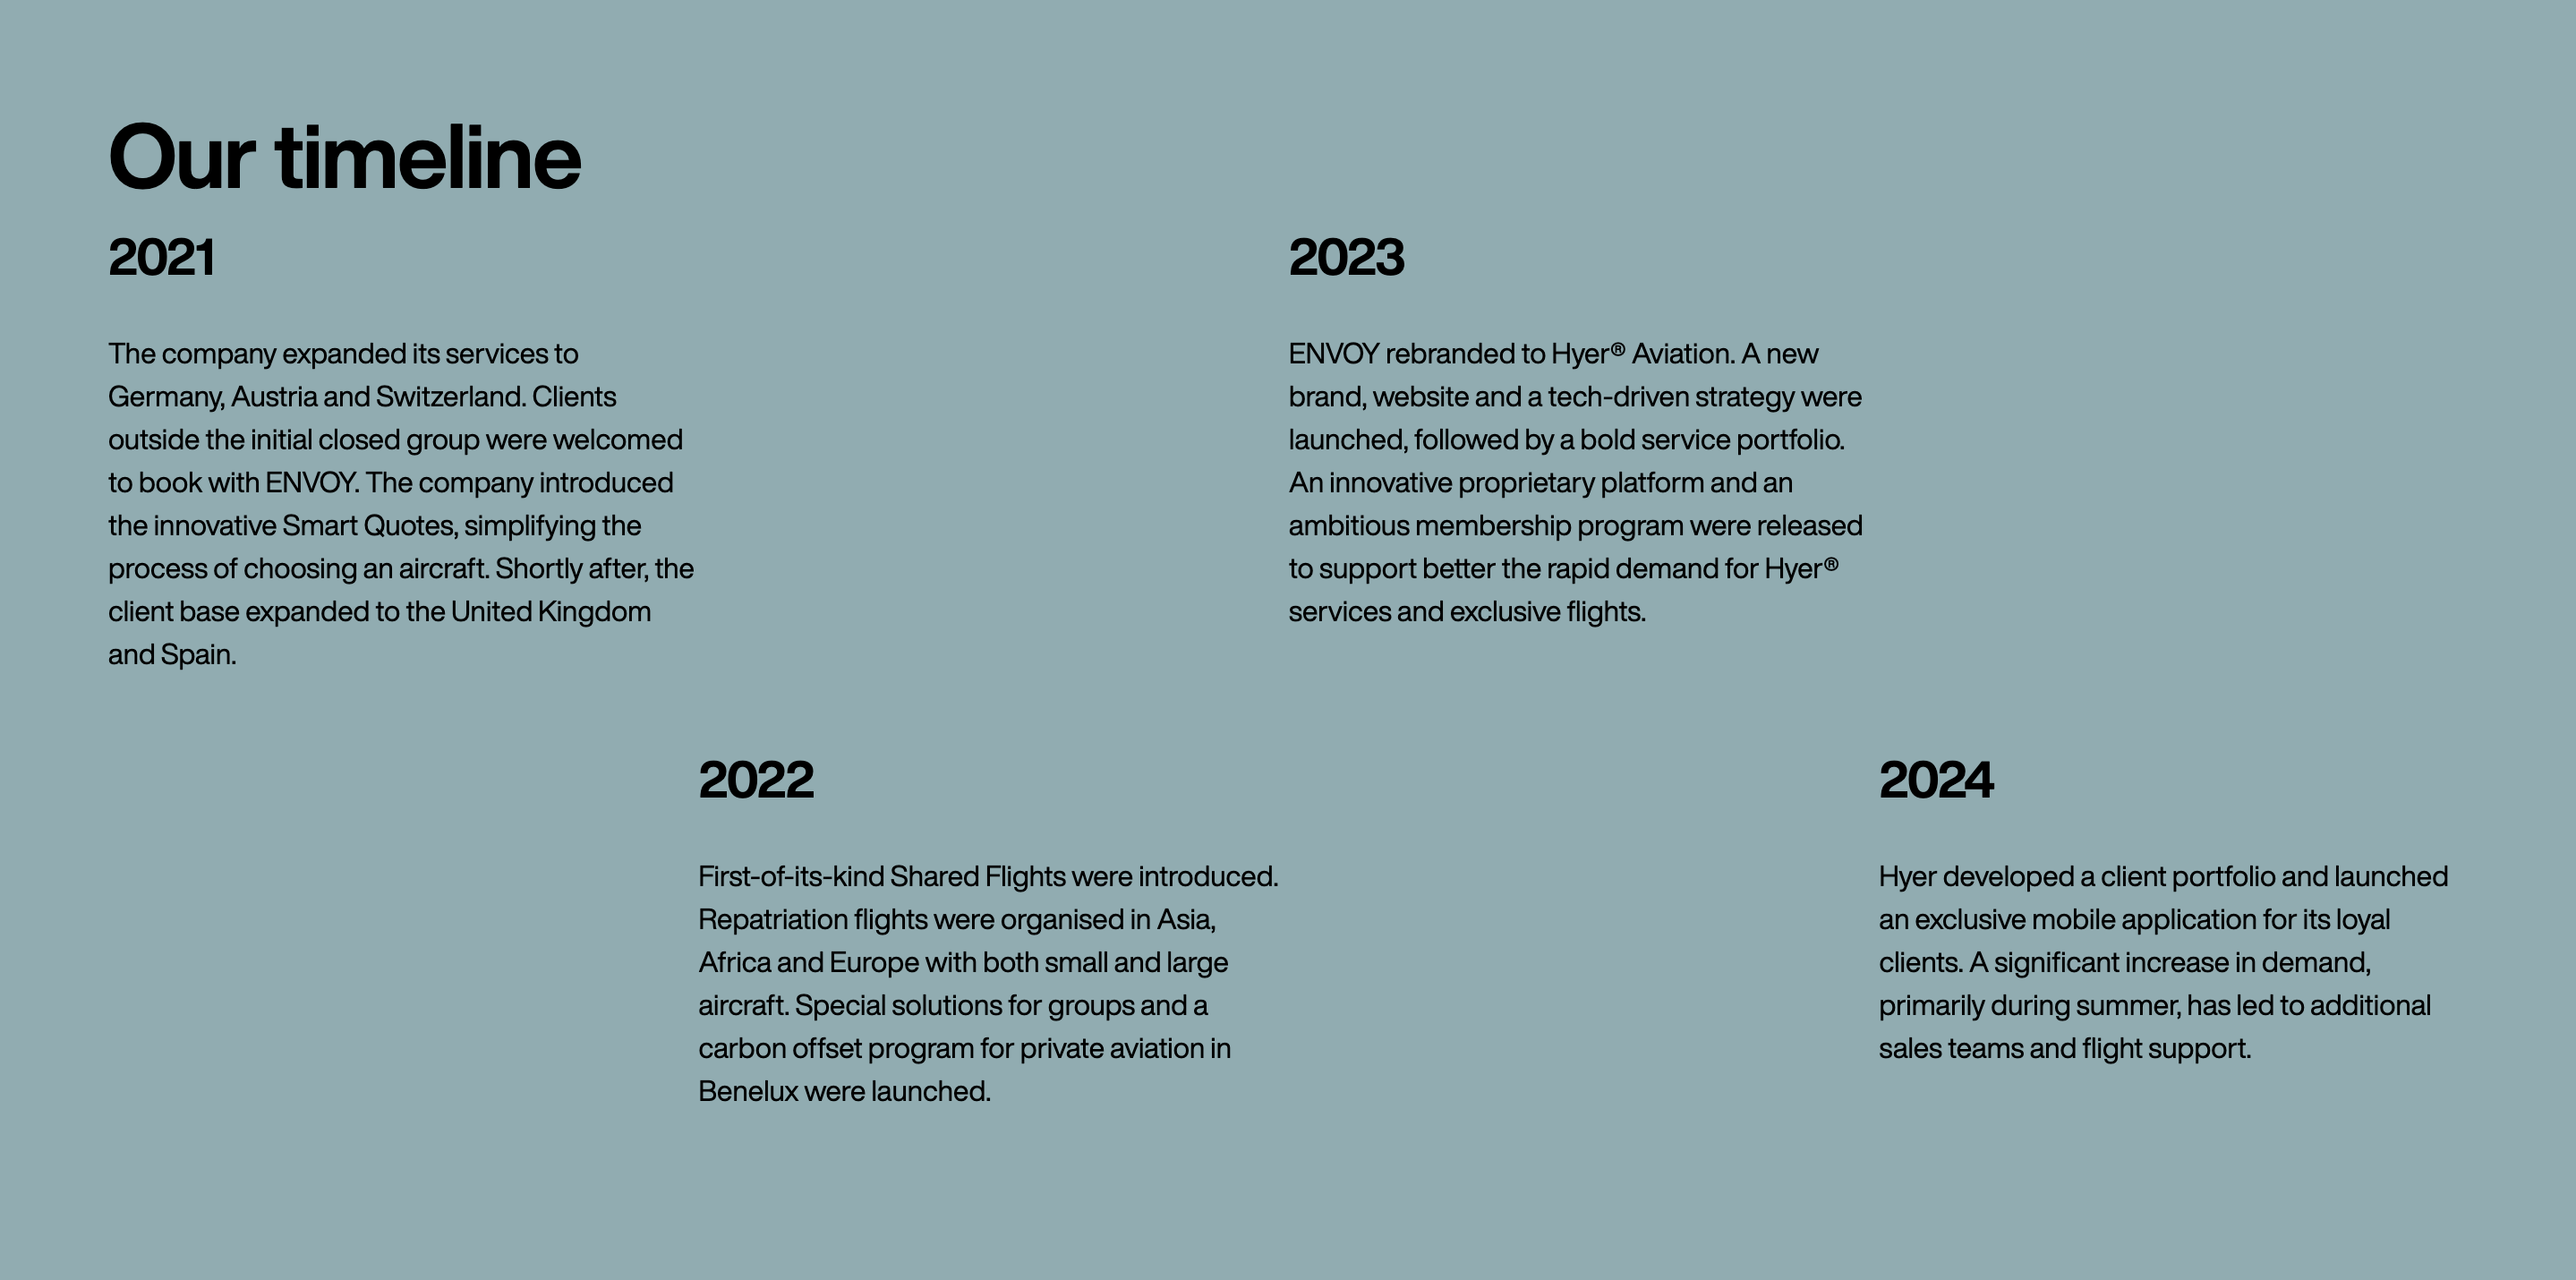 Our timeline
2021
The company expanded its services to
Germany, Austria and Switzerland. Clients
outside the initial closed group were welcomed
to book with ENVOY. The company introduced
the innovative Smart Quotes, simplifying the
process of choosing an aircraft. Shortly after, the
client base expanded to the United Kingdom
and Spain.
2022
First-of-its-kind Shared Flights were introduced.
Repatriation flights were organised in Asia,
Africa and Europe with both small and large
aircraft. Special solutions for groups and a
carbon offset program for private aviation in
Benelux were launched.
2023
ENVOY rebranded to Hyer® Aviation. A new
brand, website and a tech-driven strategy were
launched, followed by a bold service portfolio.
An innovative proprietary platform and an
ambitious membership program were released
to support better the rapid demand for Hyer®
services and exclusive flights.
2024
Hyer developed a client portfolio and launched
an exclusive mobile application for its loyal
clients. A significant increase in demand,
primarily during summer, has led to additional
sales teams and flight support.